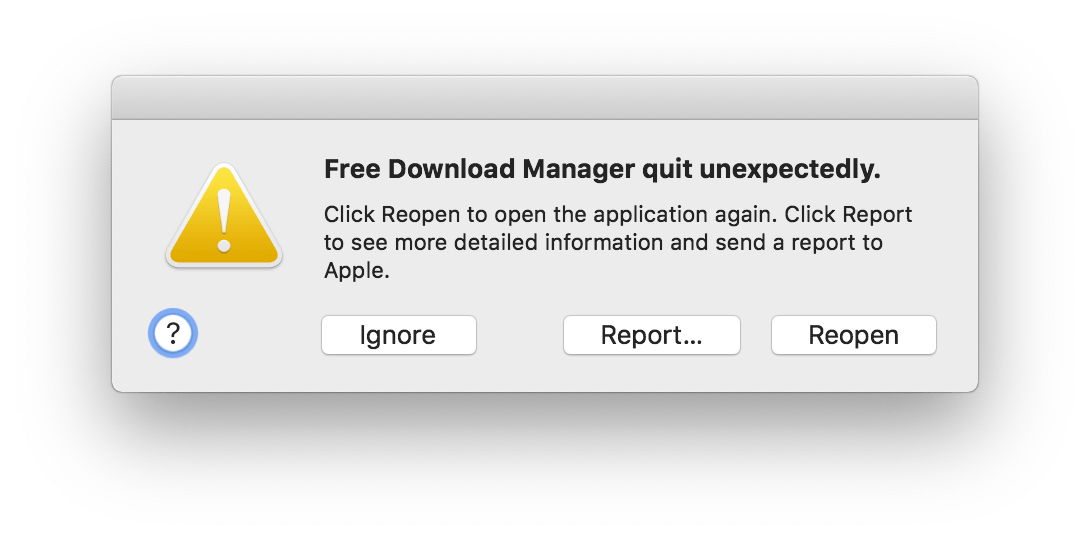 Free Download Manager quit unexpectedly.
Click Reopen to open the application again. Click Report
to see more detailed information and send a report to
Apple.
?
Ignore
Report...
Reopen